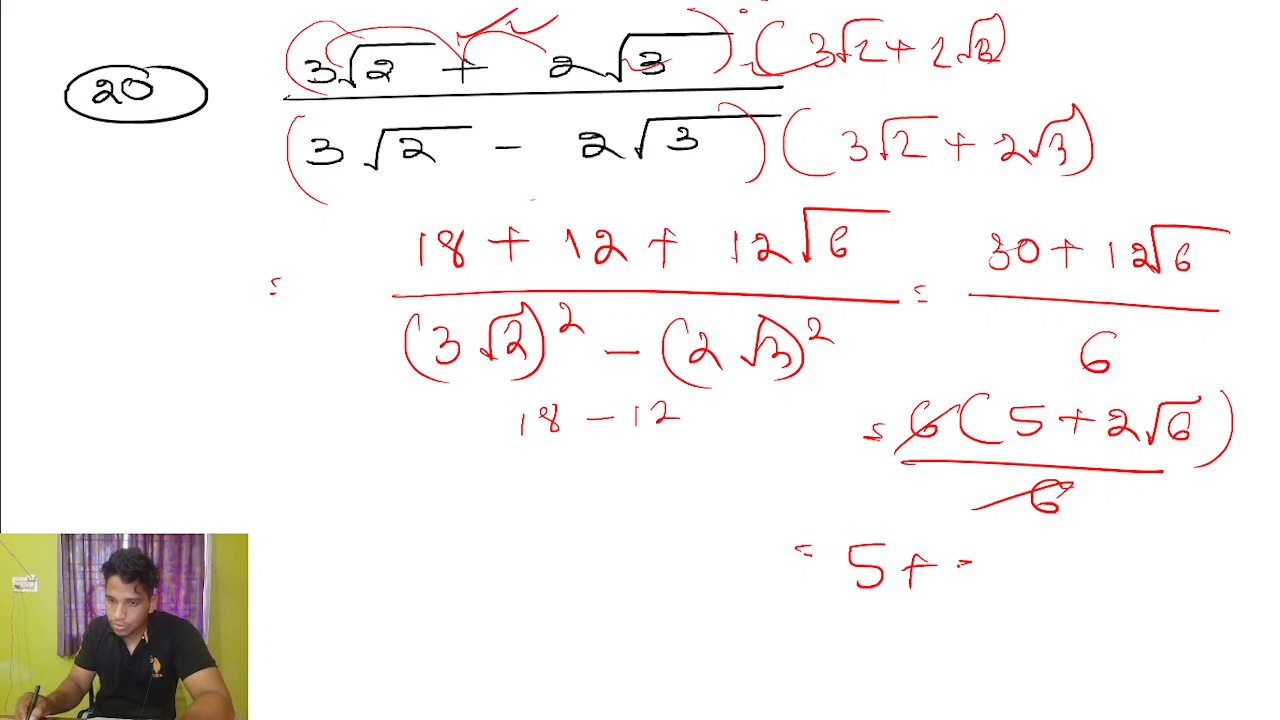 20
(3√2 + 2√3) (3√2 + 2√3)
(3√2 - 2√3) (3√2 + 2√3)
= 18 + 12 + 12√6 = 30 + 12√6
(3√2)² - (2√3)² 6
18 - 12 = 6(5 + 2√6)
6
= 5 +